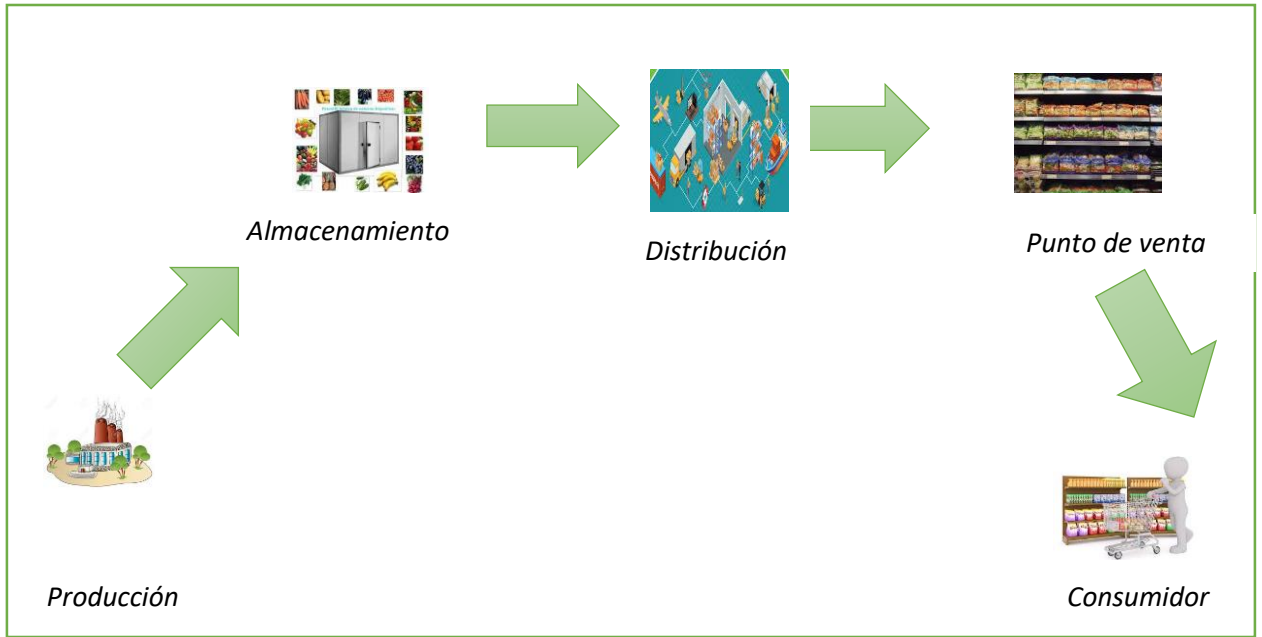 Almacenamiento
Distribución
Punto de venta
Producción
Consumidor